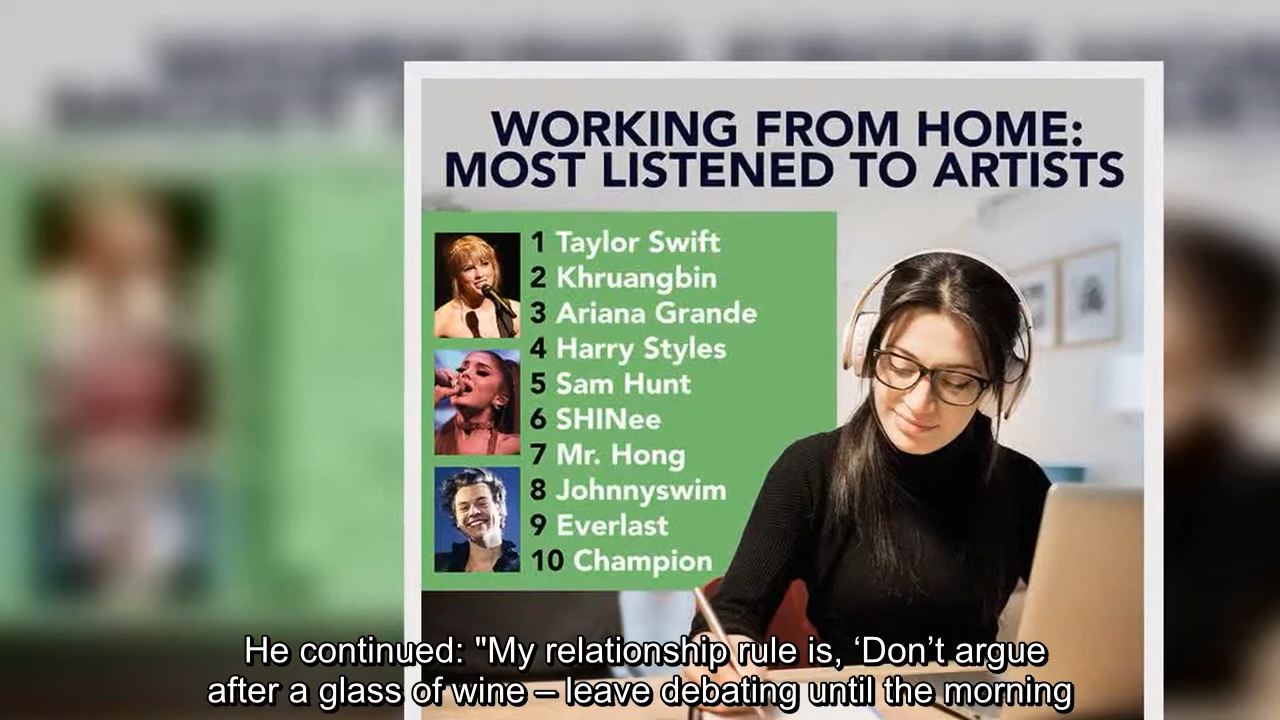 WORKING FROM HOME:
MOST LISTENED TO ARTISTS
1 Taylor Swift
2 Khruangbin
3 Ariana Grande
4 Harry Styles
5 Sam Hunt
6 SHINee
7 Mr. Hong
8 Johnnyswim
9 Everlast
10 Champion
He continued: "My relationship rule is, ‘Don’t argue
after a glass of wine – leave debating until the morning